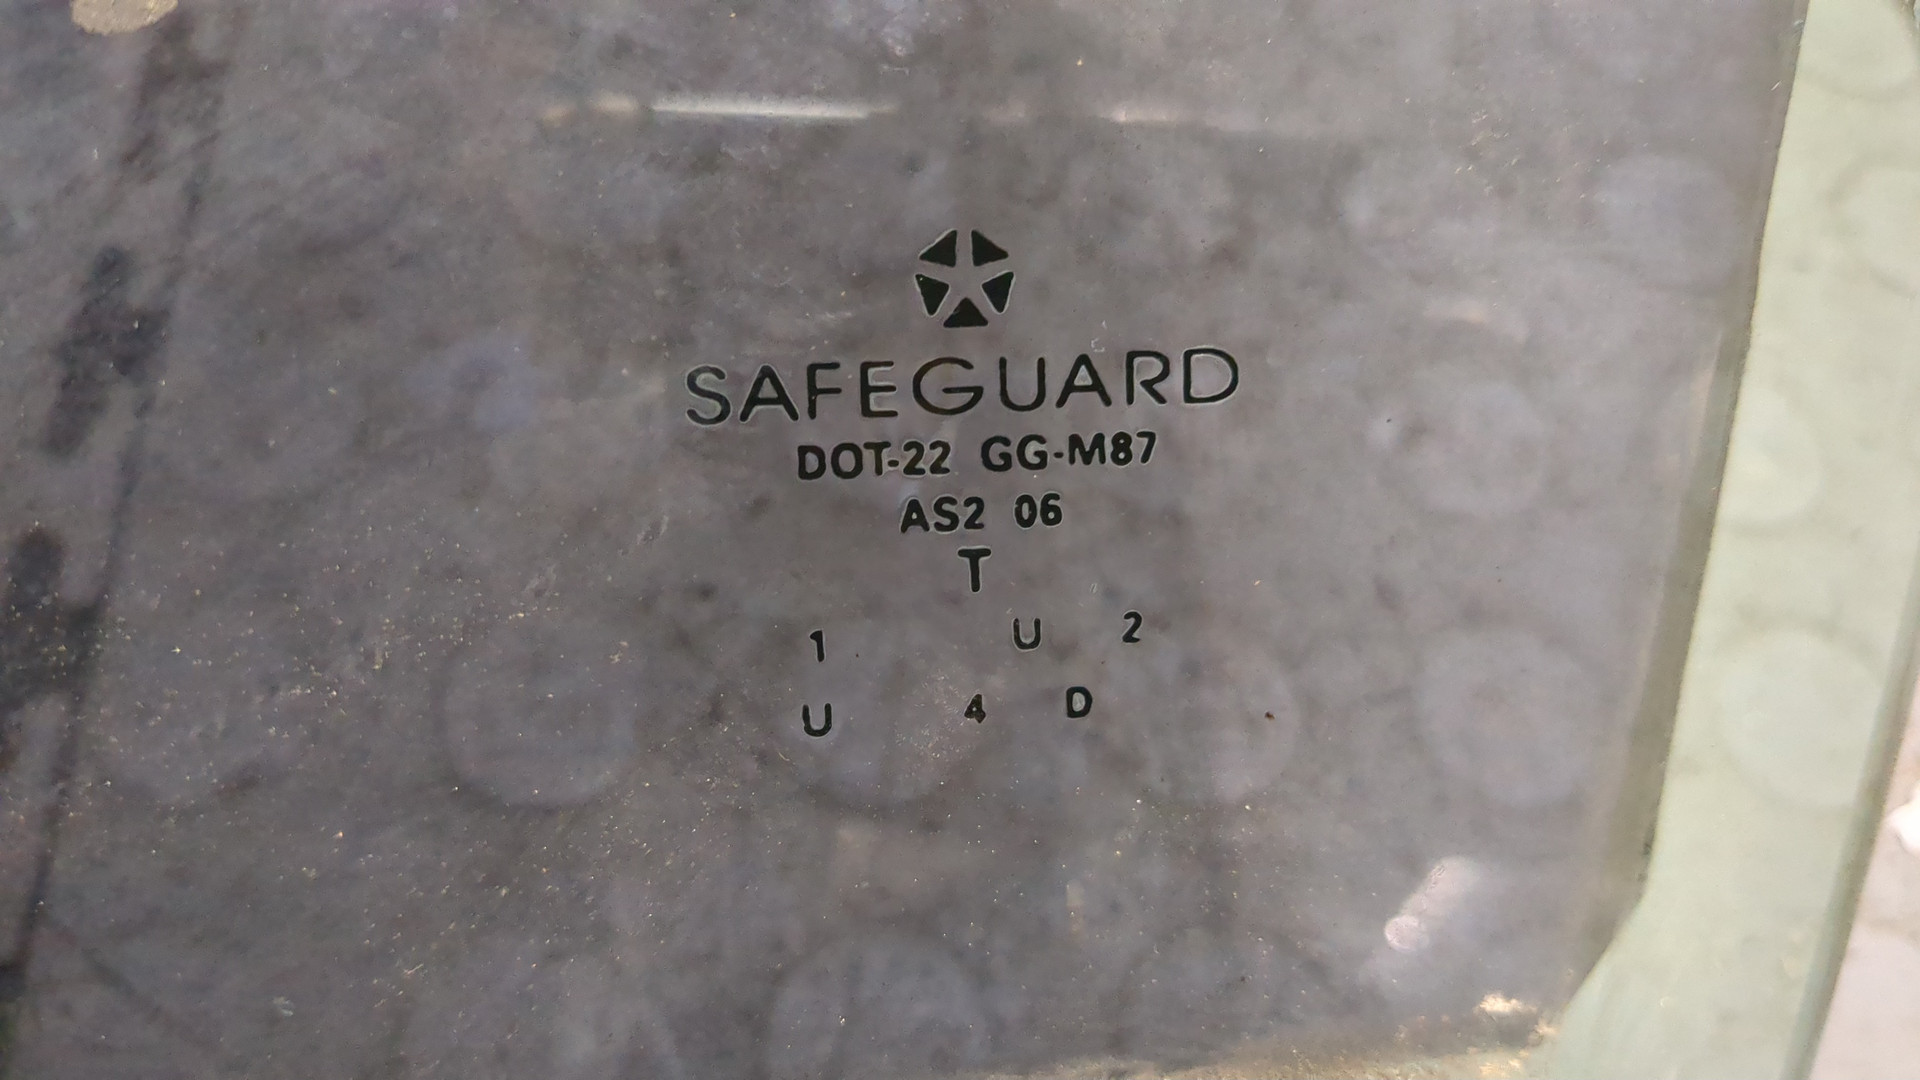 SAFEGUARD
DOT-22 GG-M87
AS2 06
T
1 U 2
U 4 D